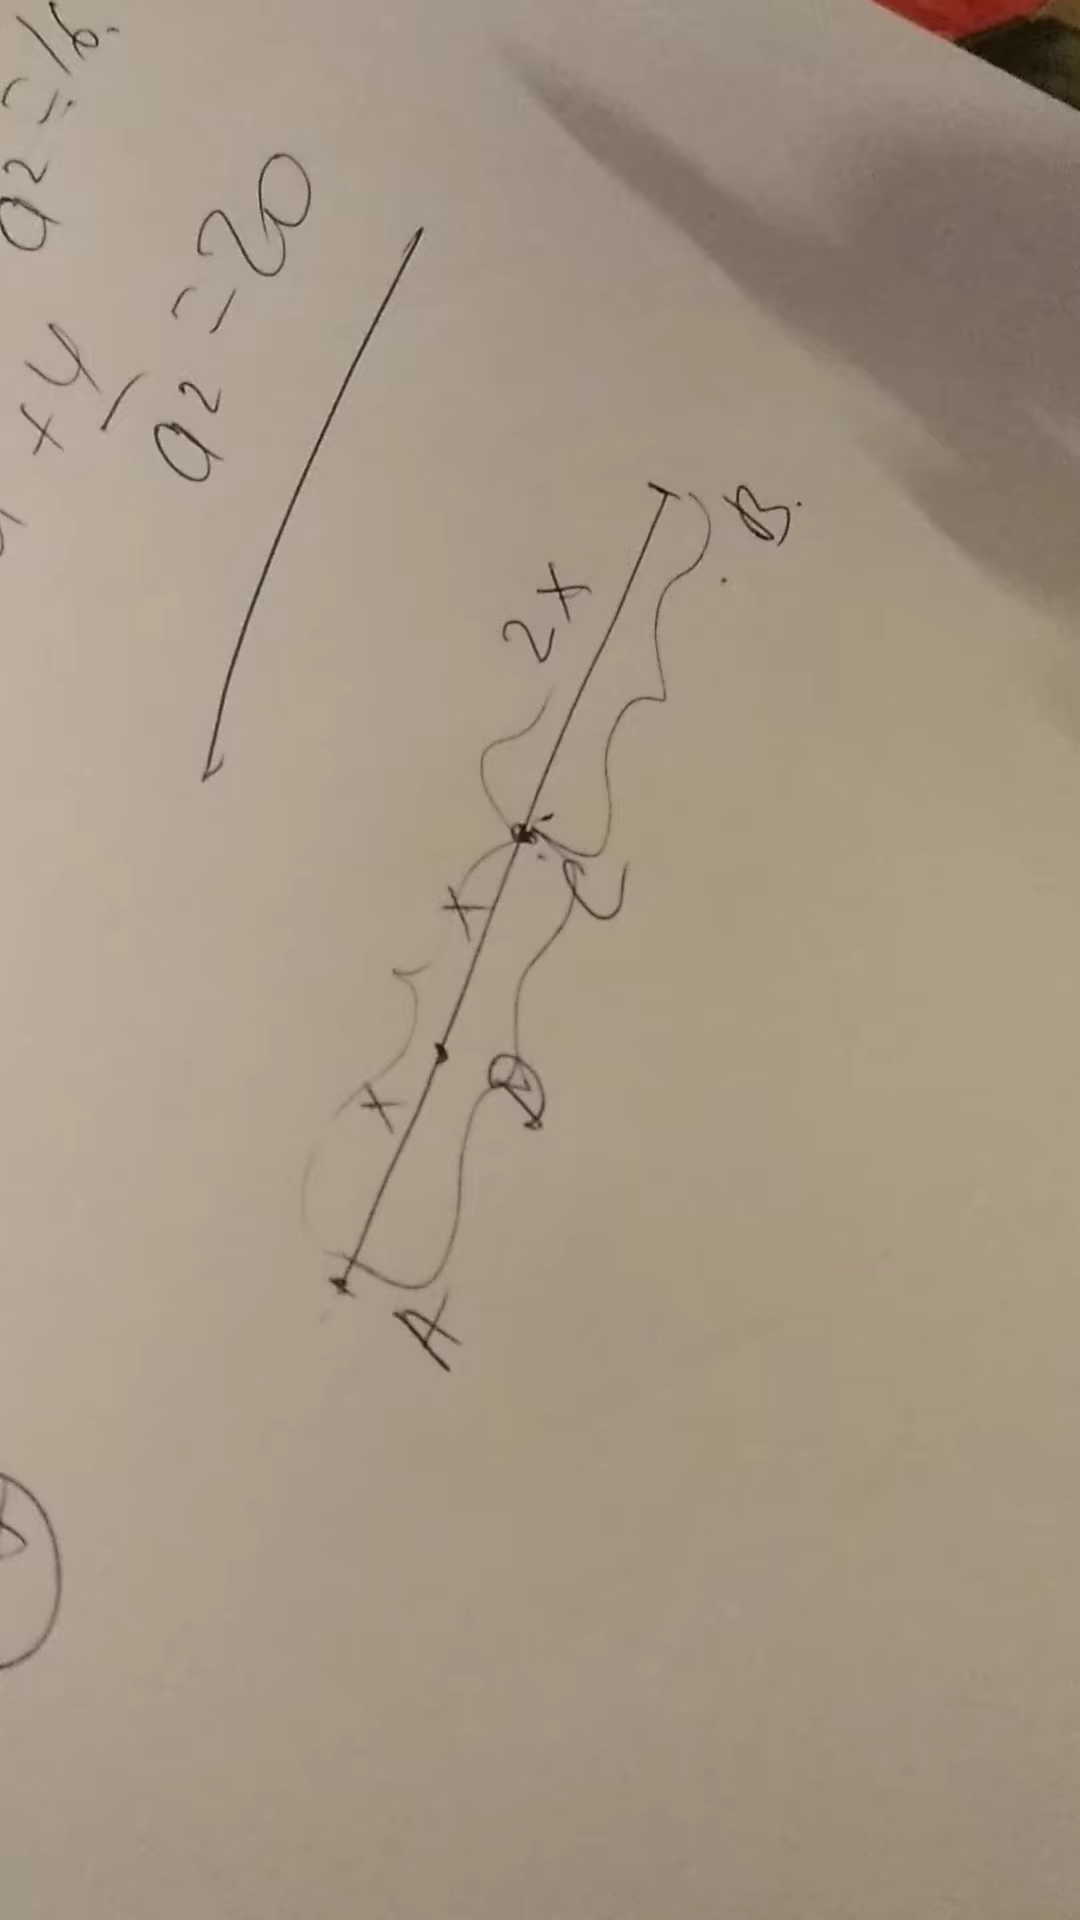 a² = 16.
+ 4
a² = 20
2x
B.
x
C
x
D
A